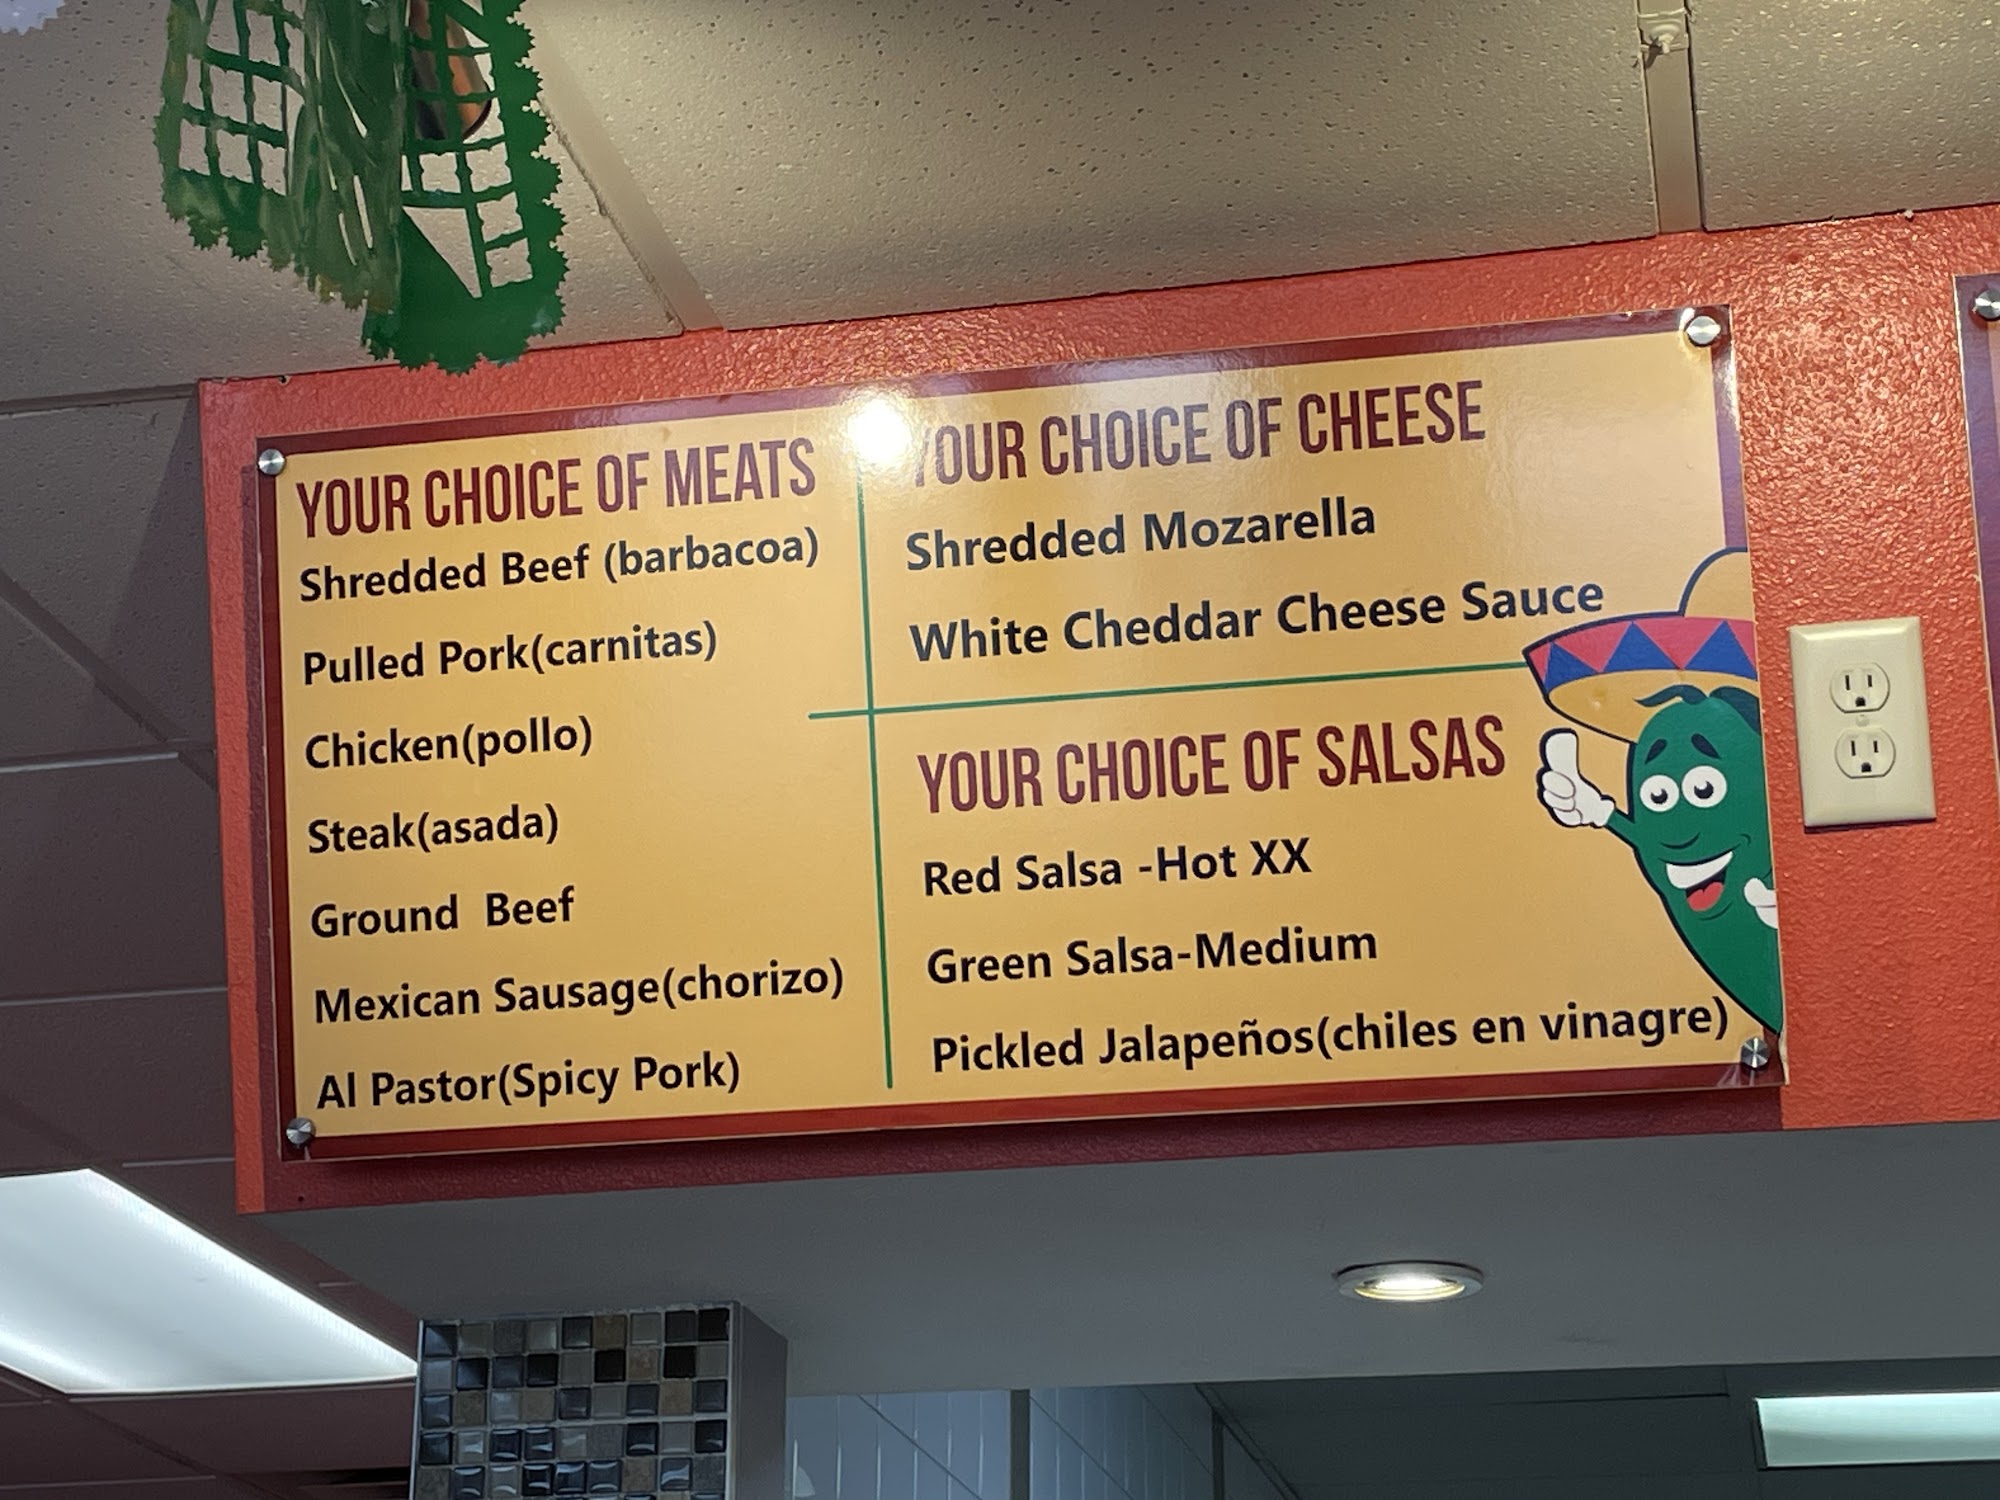 YOUR CHOICE OF MEATS
Shredded Beef (barbacoa)
Pulled Pork(carnitas)
Chicken(pollo)
Steak(asada)
Ground  Beef
Mexican Sausage(chorizo)
Al Pastor(Spicy Pork)
YOUR CHOICE OF CHEESE
Shredded Mozarella
White Cheddar Cheese Sauce
YOUR CHOICE OF SALSAS
Red Salsa -Hot XX
Green Salsa-Medium
Pickled Jalapeños(chiles en vinagre)